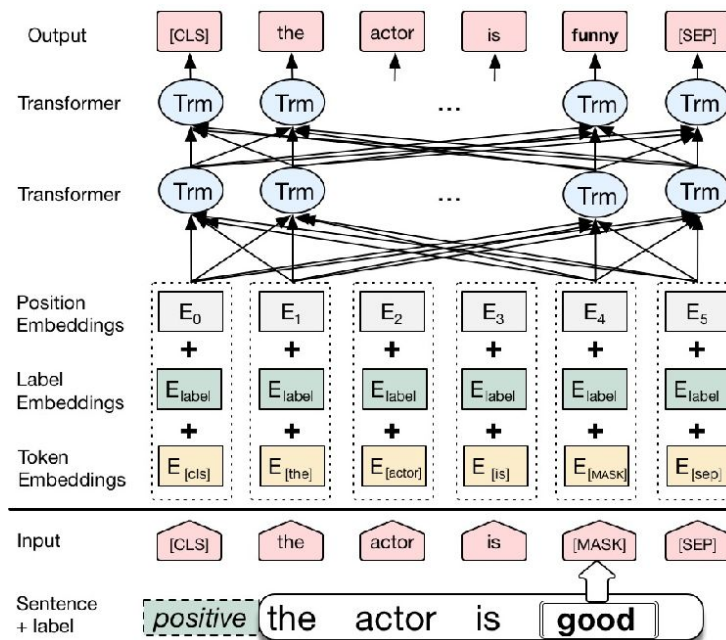 Output [CLS] the actor is funny [SEP]
Transformer Trm Trm ... Trm Trm
Transformer Trm Trm ... Trm Trm
Position
Embeddings
E0 E1 E2 E3 E4 E5
+ + + + + +
Label
Embeddings
Elabel Elabel Elabel Elabel Elabel Elabel
+ + + + + +
Token
Embeddings
E[cls] E[the] E[actor] E[is] E[MASK] E[sep]
Input [CLS] the actor is [MASK] [SEP]
Sentence
+ label
positive the actor is good